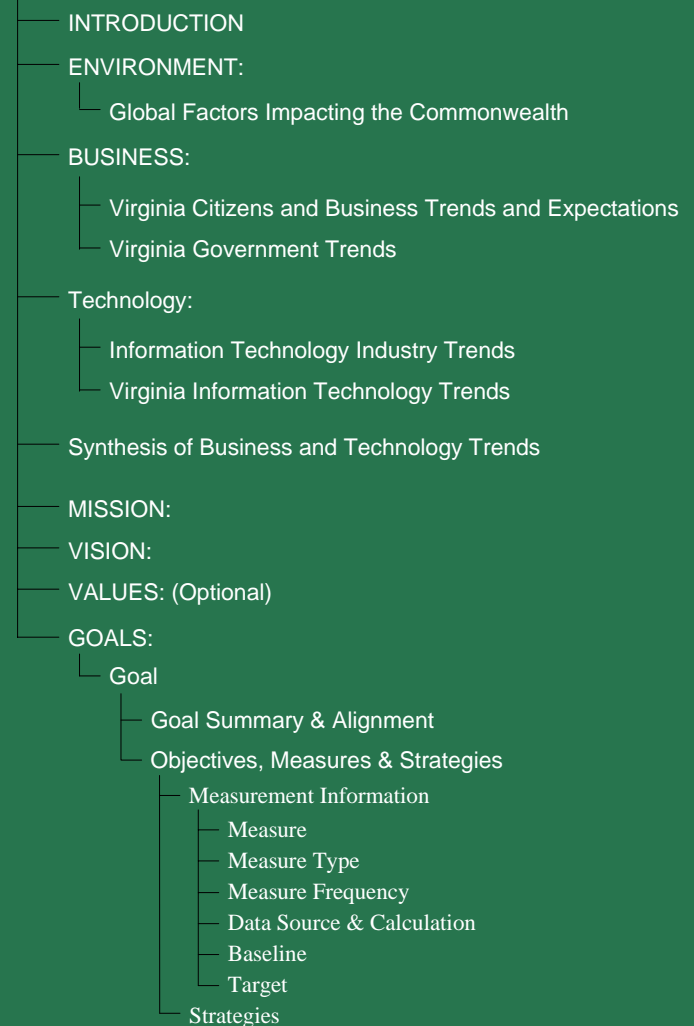 INTRODUCTION
ENVIRONMENT:
Global Factors Impacting the Commonwealth
BUSINESS:
Virginia Citizens and Business Trends and Expectations
Virginia Government Trends
Technology:
Information Technology Industry Trends
Virginia Information Technology Trends
Synthesis of Business and Technology Trends
MISSION:
VISION:
VALUES: (Optional)
GOALS:
Goal
Goal Summary & Alignment
Objectives, Measures & Strategies
Measurement Information
Measure
Measure Type
Measure Frequency
Data Source & Calculation
Baseline
Target
Strategies